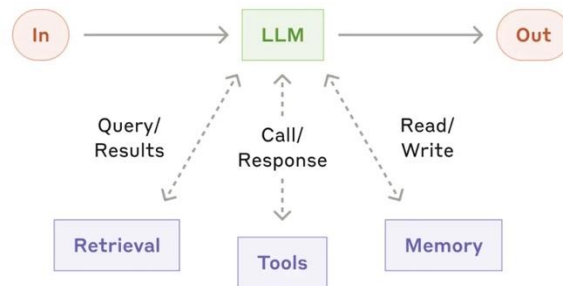 In
LLM
Out
Query/
Results
Call/
Response
Read/
Write
Retrieval
Tools
Memory